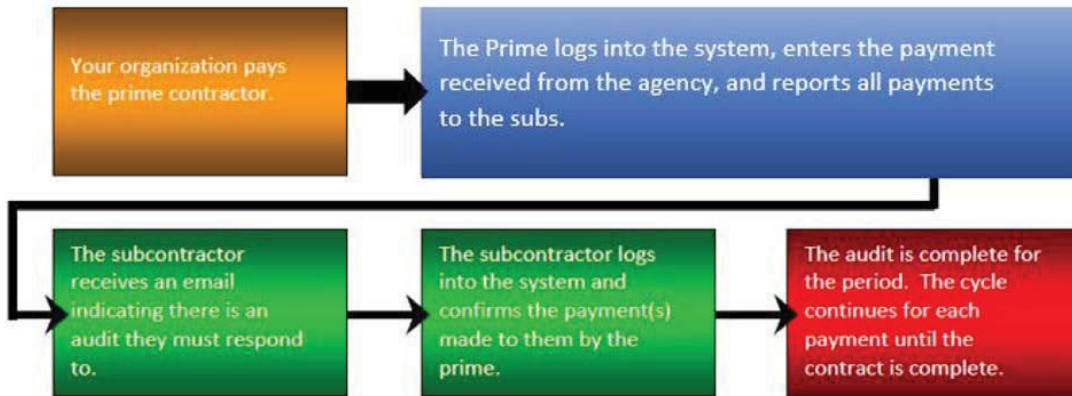 Your organization pays
the prime contractor.
The Prime logs into the system, enters the payment
received from the agency, and reports all payments
to the subs.
The subcontractor
receives an email
indicating there is an
audit they must respond
to.
The subcontractor logs
into the system and
confirms the payment(s)
made to them by the
prime.
The audit is complete for
the period.  The cycle
continues for each
payment until the
contract is complete.